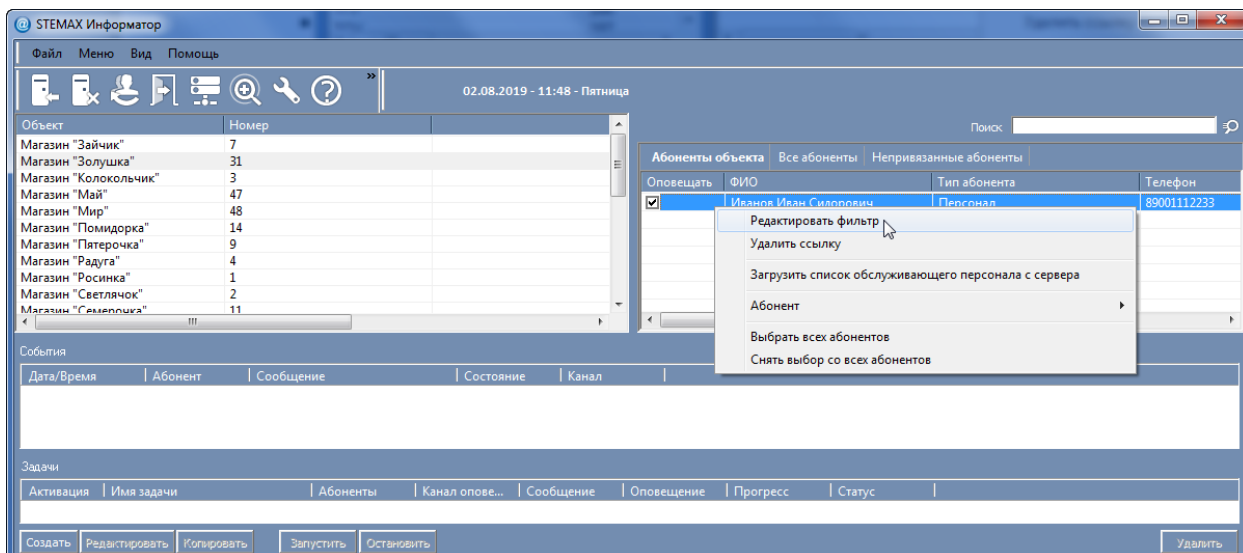 STEMAX Информатор
Файл Меню Вид Помощь
»
02.08.2019 - 11:48 - Пятница
Объект Номер
Магазин "Зайчик" 7
Магазин "Золушка" 31
Магазин "Колокольчик" 3
Магазин "Май" 47
Магазин "Мир" 48
Магазин "Помидорка" 14
Магазин "Пятерочка" 9
Магазин "Радуга" 4
Магазин "Росинка" 1
Магазин "Светлячок" 2
Магазин "Семерочка" 11
Поиск
Абоненты объекта Все абоненты Непривязанные абоненты
Оповещать ФИО Тип абонента Телефон
Иванов Иван Сидорович Персонал 89001112233
Редактировать фильтр
Удалить ссылку
Загрузить список обслуживающего персонала с сервера
Абонент
Выбрать всех абонентов
Снять выбор со всех абонентов
События
Дата/Время Абонент Сообщение Состояние Канал
Задачи
Активация Имя задачи Абоненты Канал опове... Сообщение Оповещение Прогресс Статус
Создать Редактировать Копировать Запустить Остановить Удалить